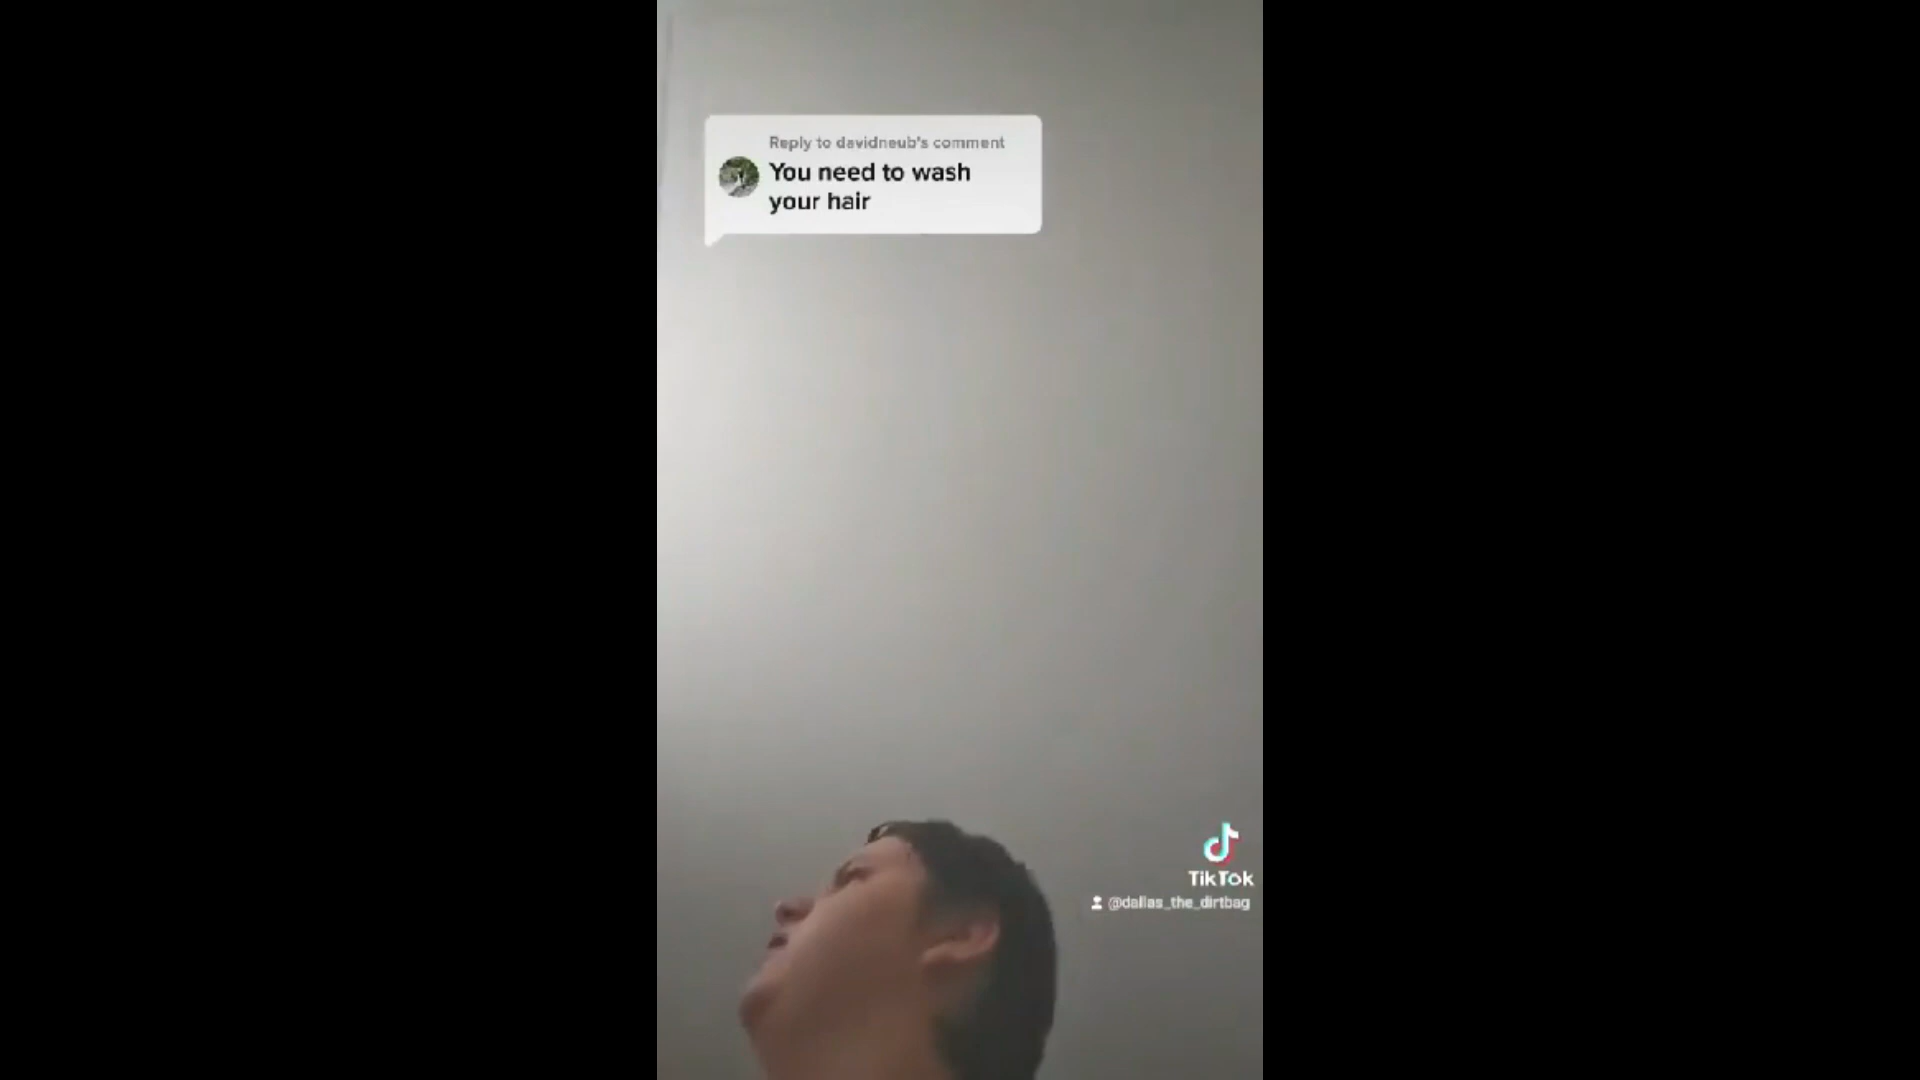 Reply to davidneub's comment
You need to wash
your hair
TikTok
@dallas_the_dirtbag